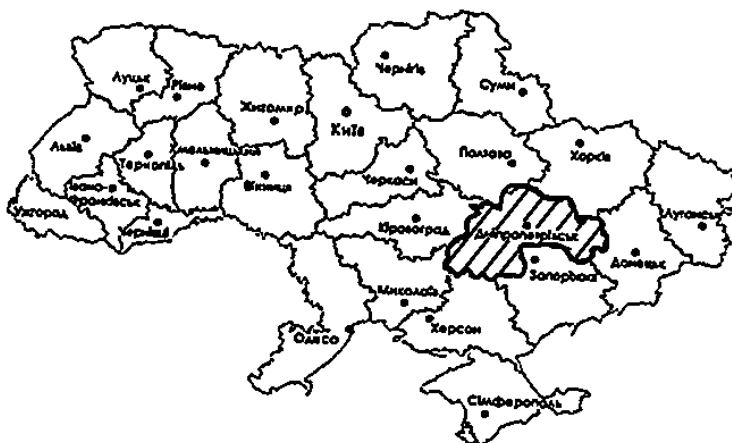 Луцьк
Рівне
Чернігів
Суми
Житомир
Київ
Львів
Тернопіль
Хмельницький
Вінниця
Черкаси
Полтава
Харків
Івано-
Франківськ
Ужгород
Чернівці
Кіровоград
Дніпропетровськ
Луганськ
Донецьк
Запоріжжя
Миколаїв
Херсон
Одеса
Сімферополь